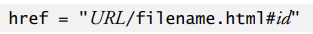 href = "URL/filename.html#id"